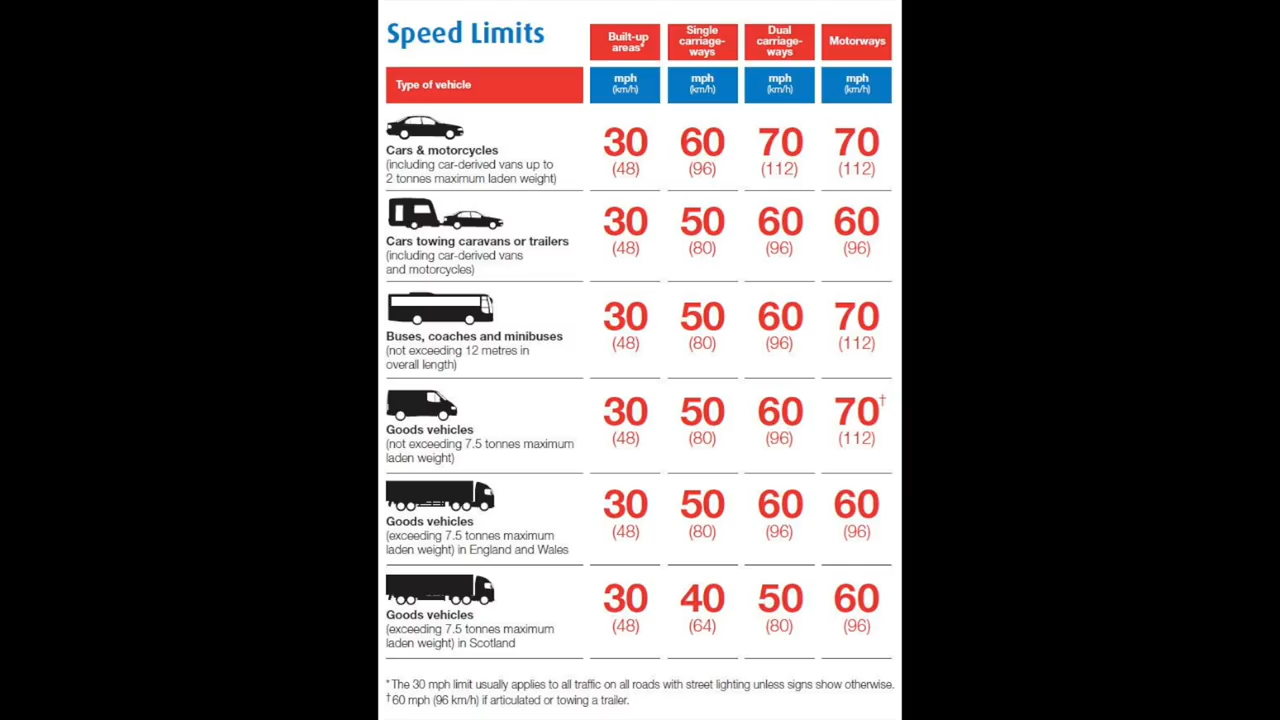 Speed Limits
Built-up
areas*
Single
carriage-
ways
Dual
carriage-
ways
Motorways
Type of vehicle
mph
(km/h)
mph
(km/h)
mph
(km/h)
mph
(km/h)
Cars & motorcycles
(including car-derived vans up to
2 tonnes maximum laden weight)
30 60 70 70
(48) (96) (112) (112)
Cars towing caravans or trailers
(including car-derived vans
and motorcycles)
30 50 60 60
(48) (80) (96) (96)
Buses, coaches and minibuses
(not exceeding 12 metres in
overall length)
30 50 60 70
(48) (80) (96) (112)
Goods vehicles
(not exceeding 7.5 tonnes maximum
laden weight)
30 50 60 70†
(48) (80) (96) (112)
Goods vehicles
(exceeding 7.5 tonnes maximum
laden weight) in England and Wales
30 50 60 60
(48) (80) (96) (96)
Goods vehicles
(exceeding 7.5 tonnes maximum
laden weight) in Scotland
30 40 50 60
(48) (64) (80) (96)
*The 30 mph limit usually applies to all traffic on all roads with street lighting unless signs show otherwise.
†60 mph (96 km/h) if articulated or towing a trailer.